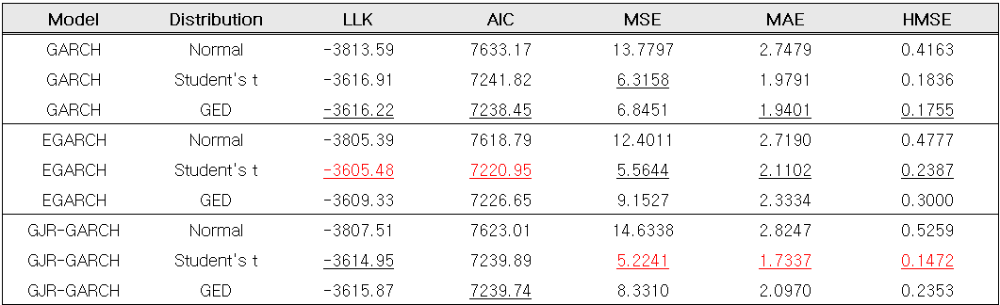 Model Distribution LLK AIC MSE MAE HMSE
GARCH Normal -3813.59 7633.17 13.7797 2.7479 0.4163
GARCH Student's t -3616.91 7241.82 6.3158 1.9791 0.1836
GARCH GED -3616.22 7238.45 6.8451 1.9401 0.1755
EGARCH Normal -3805.39 7618.79 12.4011 2.7190 0.4777
EGARCH Student's t -3605.48 7220.95 5.5644 2.1102 0.2387
EGARCH GED -3609.33 7226.65 9.1527 2.3334 0.3000
GJR-GARCH Normal -3807.51 7623.01 14.6338 2.8247 0.5259
GJR-GARCH Student's t -3614.95 7239.89 5.2241 1.7337 0.1472
GJR-GARCH GED -3615.87 7239.74 8.3310 2.0970 0.2353